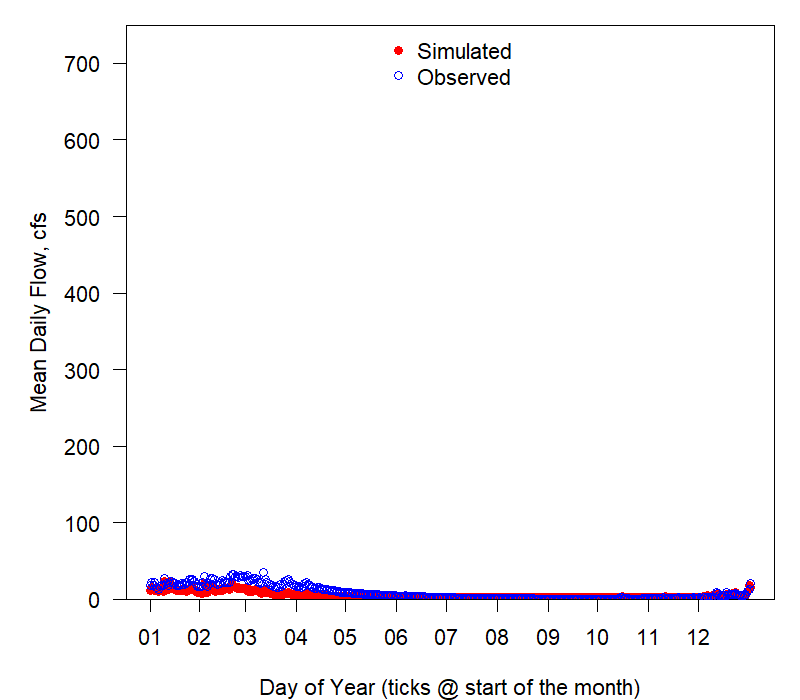 Simulated
Observed
700
600
500
400
300
200
100
0
Mean Daily Flow, cfs
01 02 03 04 05 06 07 08 09 10 11 12
Day of Year (ticks @ start of the month)